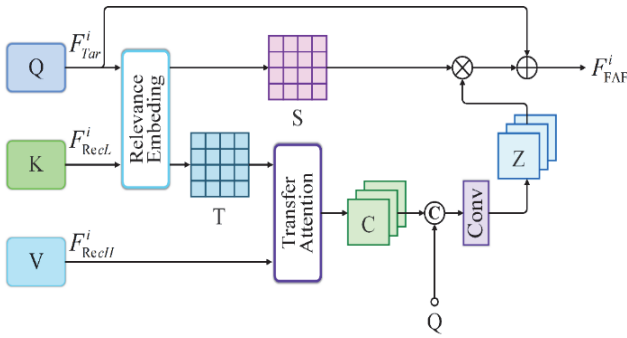 Q
F^i_Tar
Relevance
Embeding
S
F^i_FAF
K
F^i_RecL
T
Transfer
Attention
C
C
Conv
Z
V
F^i_RecH
Q